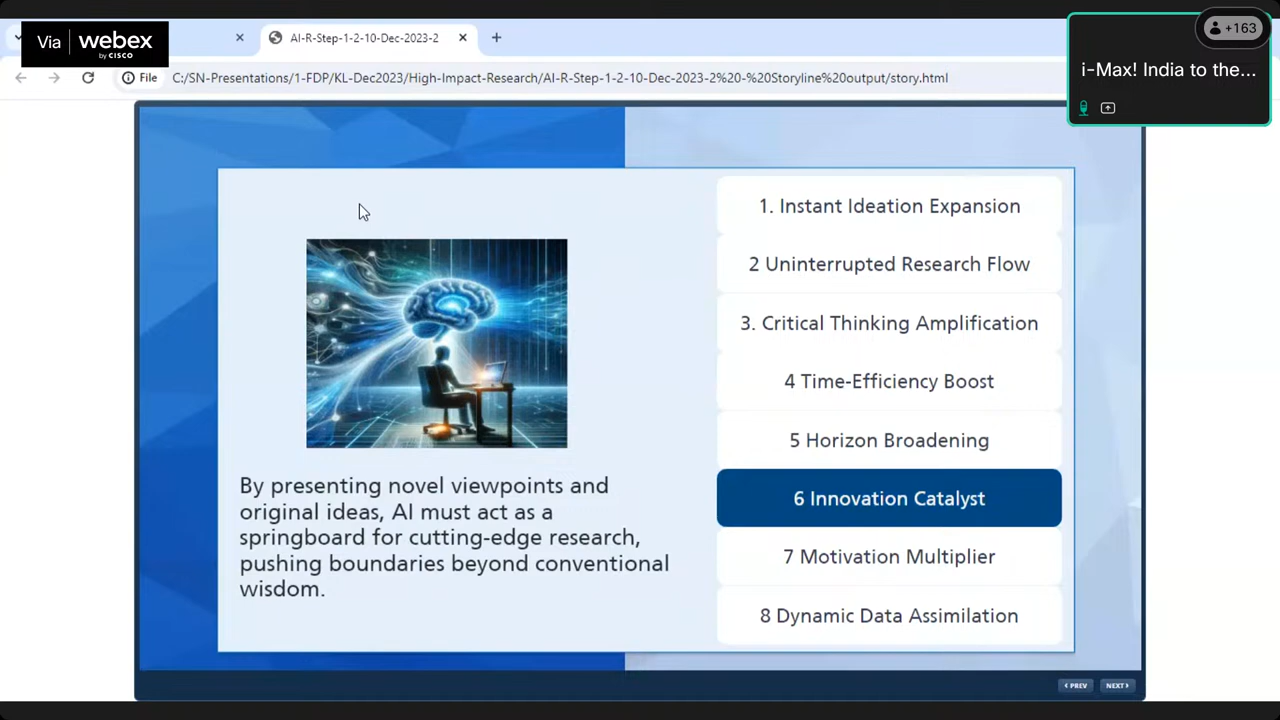 Via webex
by CISCO
AI-R-Step-1-2-10-Dec-2023-2
+163
i-Max! India to the...
File C:/SN-Presentations/1-FDP/KL-Dec2023/High-Impact-Research/AI-R-Step-1-2-10-Dec-2023-2%20-%20Storyline%20output/story.html
1. Instant Ideation Expansion
2 Uninterrupted Research Flow
3. Critical Thinking Amplification
4 Time-Efficiency Boost
5 Horizon Broadening
6 Innovation Catalyst
7 Motivation Multiplier
8 Dynamic Data Assimilation
By presenting novel viewpoints and
original ideas, AI must act as a
springboard for cutting-edge research,
pushing boundaries beyond conventional
wisdom.
PREV
NEXT